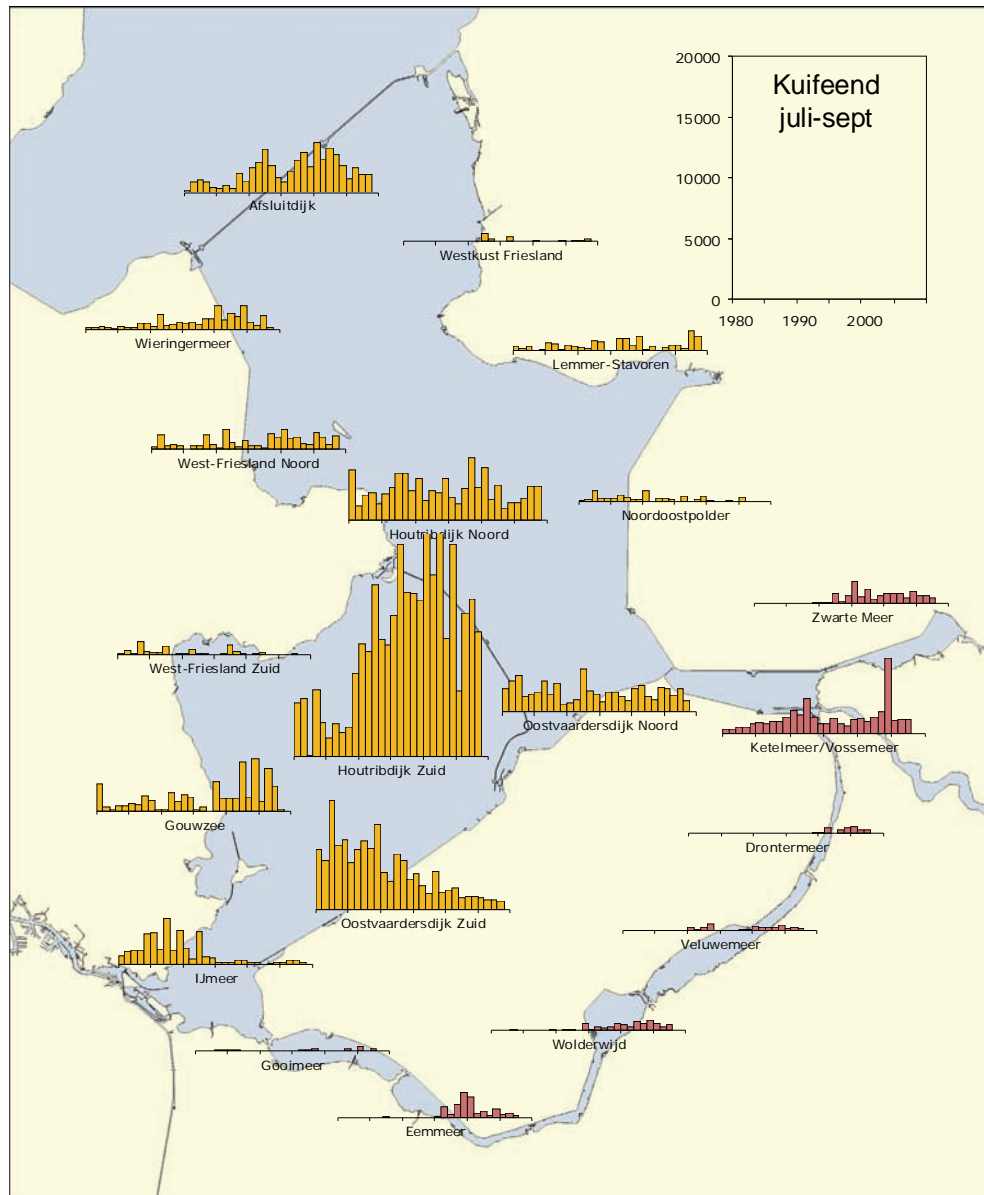 20000
Kuifeend
juli-sept
15000
10000
5000
0
1980
1990
2000
Afsluitdijk
Westkust Friesland
Wieringermeer
Lemmer-Stavoren
West-Friesland Noord
Houtribdijk Noord
Noordoostpolder
Zwarte Meer
West-Friesland Zuid
Oostvaardersdijk Noord
Ketelmeer/Vossemeer
Houtribdijk Zuid
Gouwzee
Drontermeer
Oostvaardersdijk Zuid
Veluwemeer
IJmeer
Wolderwijd
Gooimeer
Eemmeer